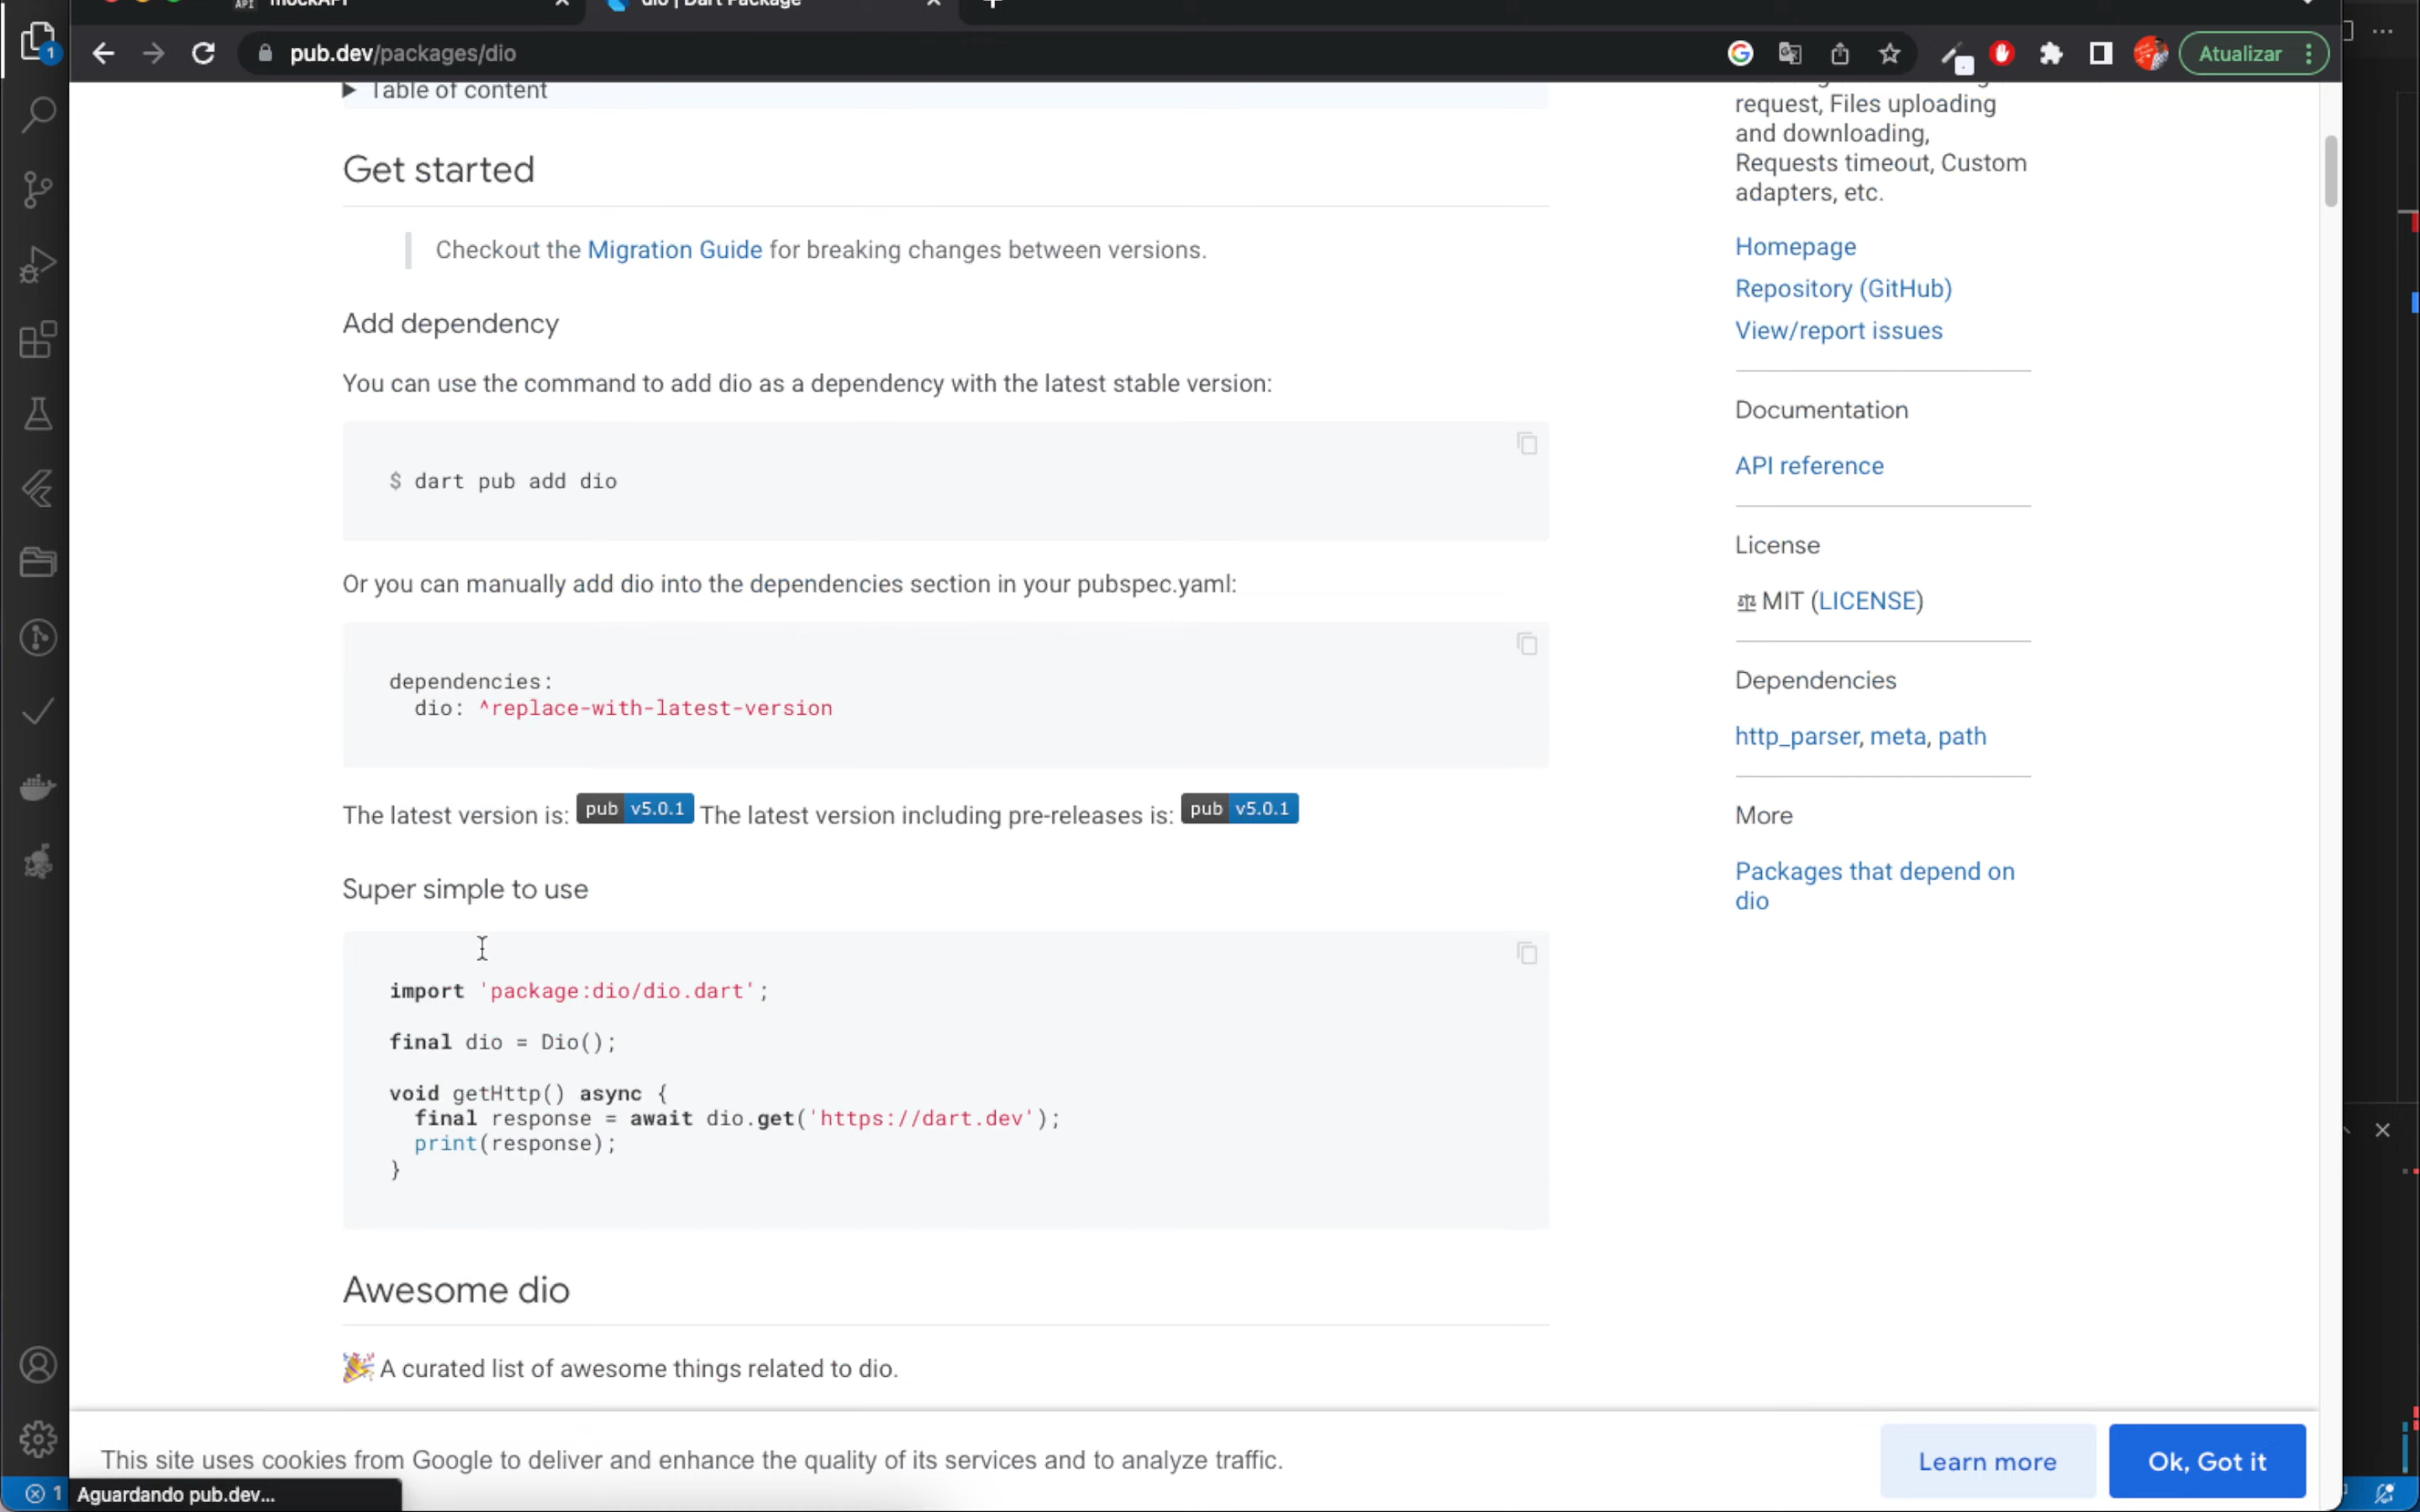 API mockAPI
dio | Dart Package
pub.dev/packages/dio
Atualizar
1
Table of content
Get started
Checkout the Migration Guide for breaking changes between versions.
Add dependency
You can use the command to add dio as a dependency with the latest stable version:
$ dart pub add dio
Or you can manually add dio into the dependencies section in your pubspec.yaml:
dependencies:
dio: ^replace-with-latest-version
The latest version is: pub v5.0.1 The latest version including pre-releases is: pub v5.0.1
Super simple to use
import 'package:dio/dio.dart';
final dio = Dio();
void getHttp() async {
final response = await dio.get('https://dart.dev');
print(response);
}
Awesome dio
🎉 A curated list of awesome things related to dio.
request, Files uploading
and downloading,
Requests timeout, Custom
adapters, etc.
Homepage
Repository (GitHub)
View/report issues
Documentation
API reference
License
MIT (LICENSE)
Dependencies
http_parser, meta, path
More
Packages that depend on
dio
This site uses cookies from Google to deliver and enhance the quality of its services and to analyze traffic.
Learn more
Ok, Got it
1
Aguardando pub.dev...